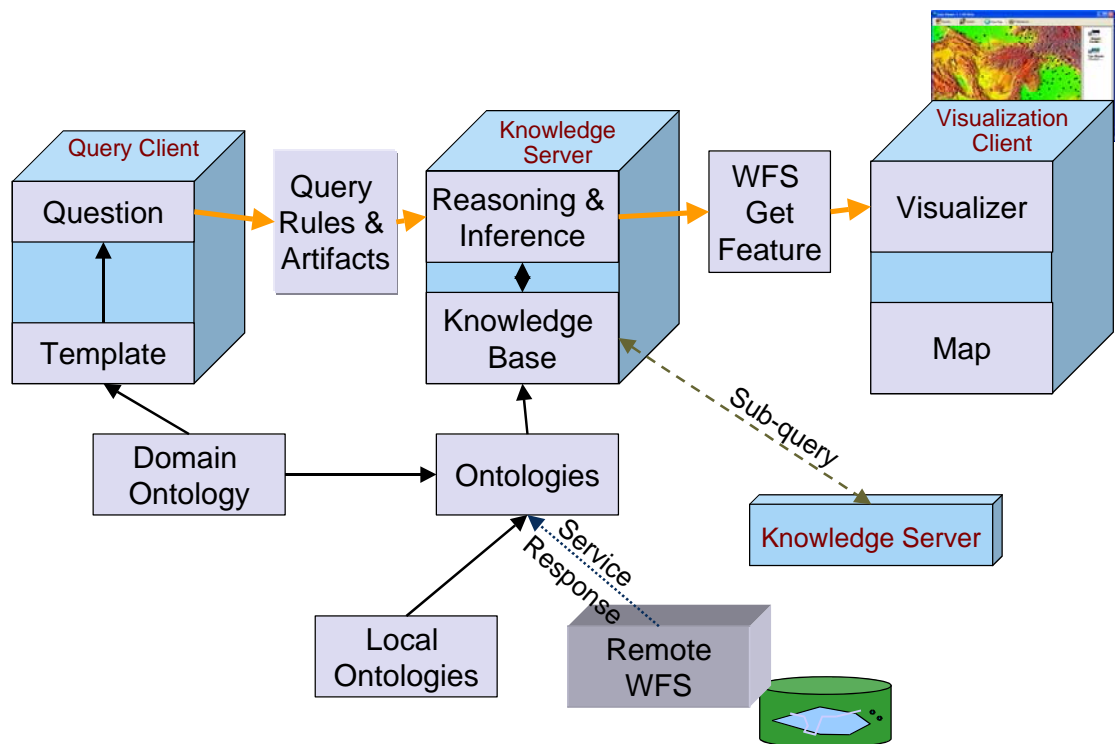 Query Client
Question
Template
Query
Rules &
Artifacts
Knowledge
Server
Reasoning &
Inference
Knowledge
Base
WFS
Get
Feature
Visualization
Client
Visualizer
Map
Domain
Ontology
Ontologies
Sub-query
Knowledge Server
Service
Response
Local
Ontologies
Remote
WFS